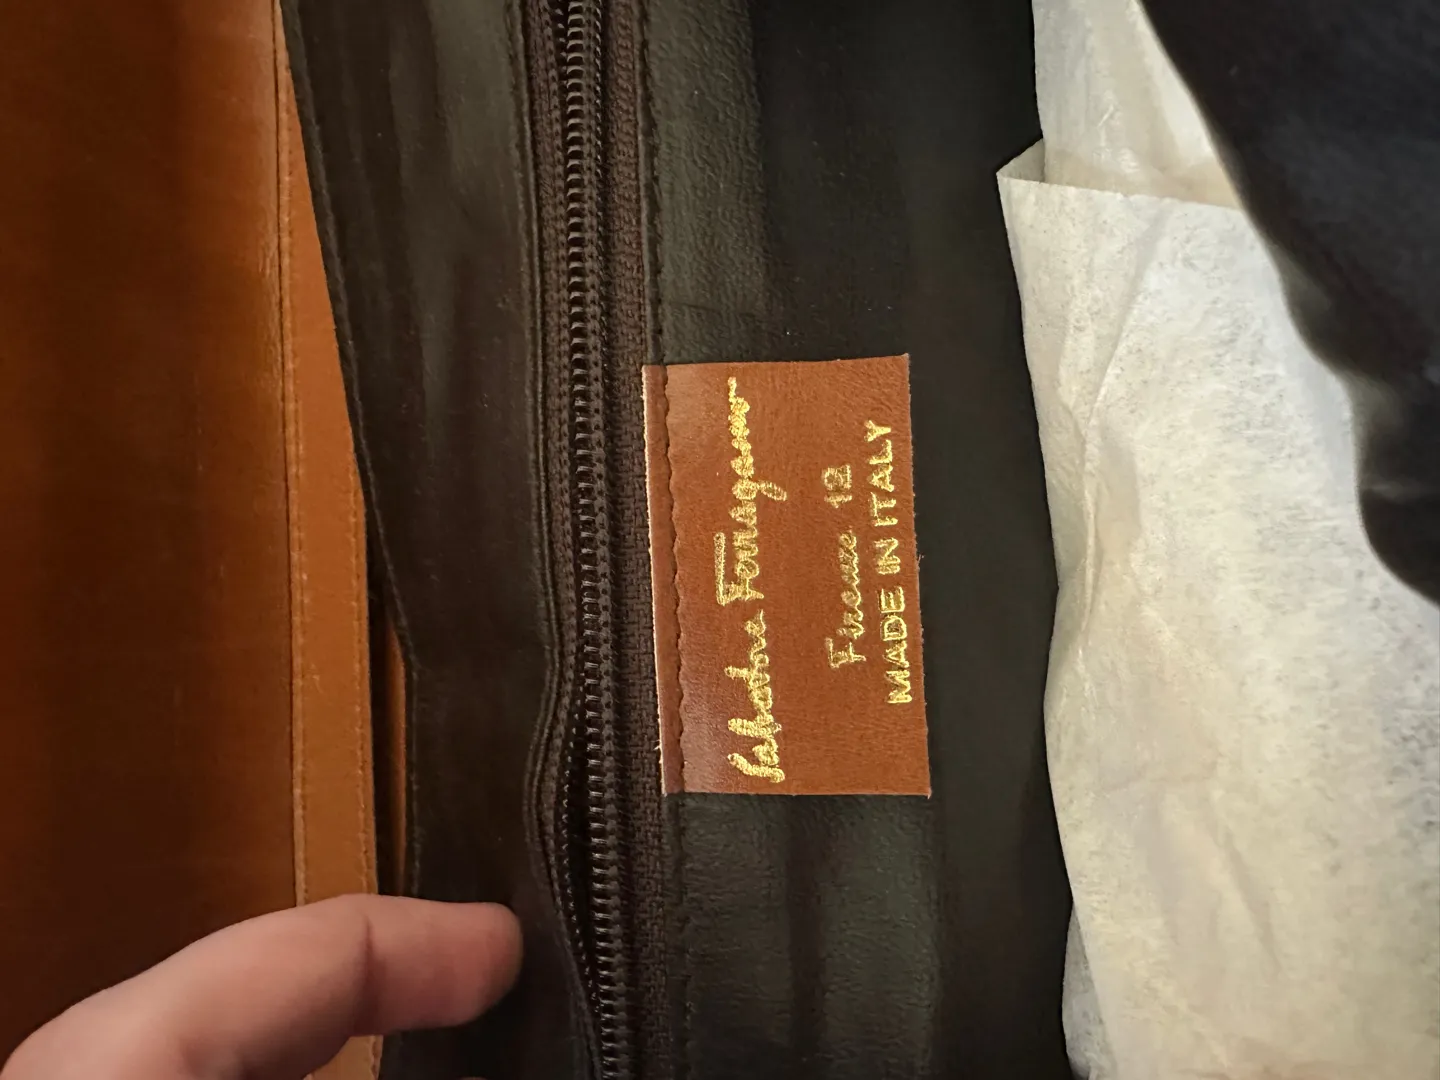 Salvatore Ferragamo
Firenze 12
MADE IN ITALY